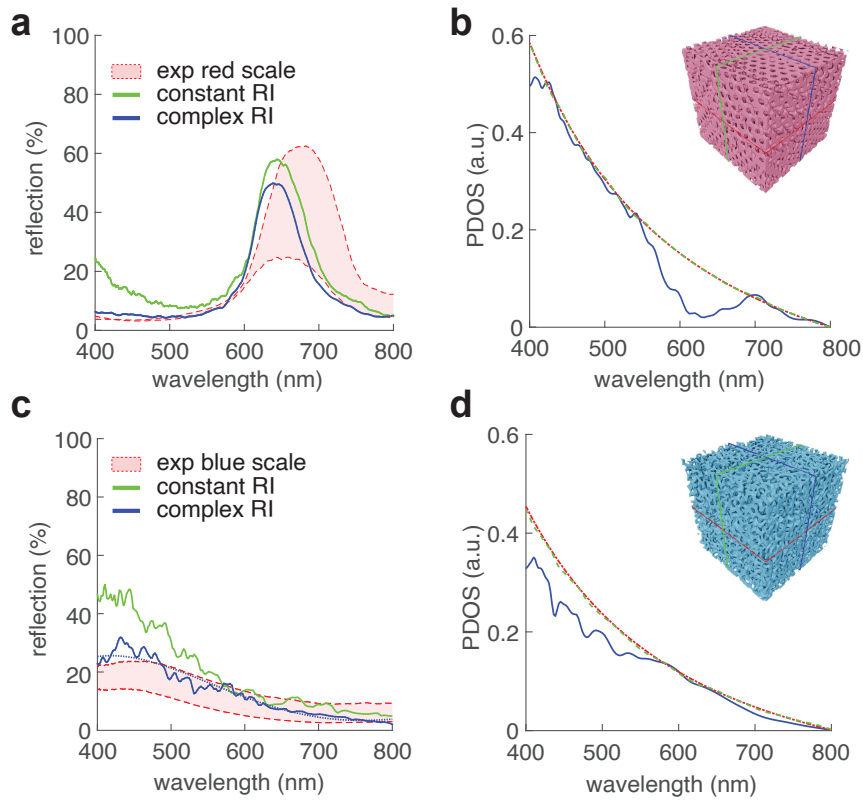 a
100
80
60
40
20
0
reflection (%)
exp red scale
constant RI
complex RI
400 500 600 700 800
wavelength (nm)
b
0.6
0.4
0.2
0
PDOS (a.u.)
400 500 600 700 800
wavelength (nm)
c
100
80
60
40
20
0
reflection (%)
exp blue scale
constant RI
complex RI
400 500 600 700 800
wavelength (nm)
d
0.6
0.4
0.2
0
PDOS (a.u.)
400 500 600 700 800
wavelength (nm)